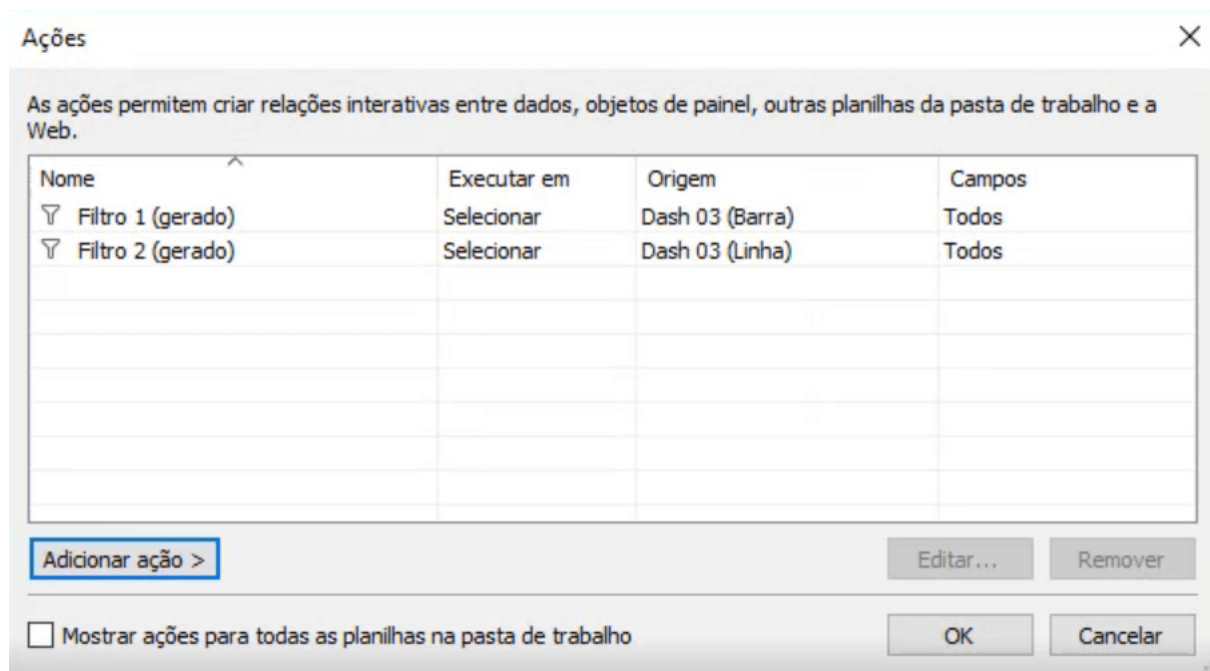 Ações
As ações permitem criar relações interativas entre dados, objetos de painel, outras planilhas da pasta de trabalho e a
Web.
Nome Executar em Origem Campos
Filtro 1 (gerado) Selecionar Dash 03 (Barra) Todos
Filtro 2 (gerado) Selecionar Dash 03 (Linha) Todos
Adicionar ação > Editar... Remover
Mostrar ações para todas as planilhas na pasta de trabalho OK Cancelar